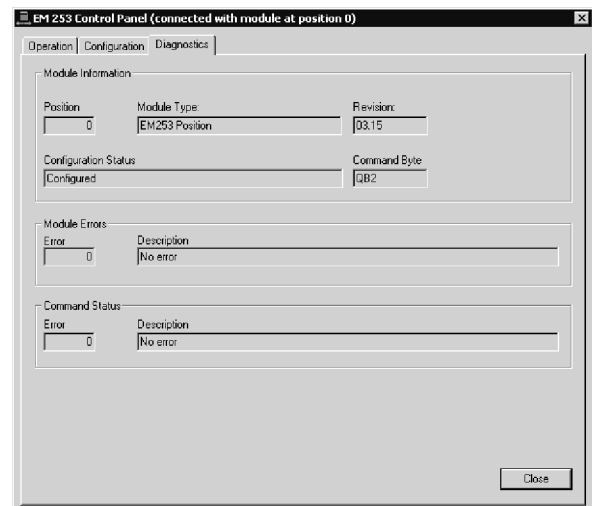 EM 253 Control Panel (connected with module at position 0)
Operation Configuration Diagnostics
Module Information
Position Module Type: Revision:
0 EM253 Position 03.15
Configuration Status Command Byte
Configured QB2
Module Errors
Error Description
0 No error
Command Status
Error Description
0 No error
Close